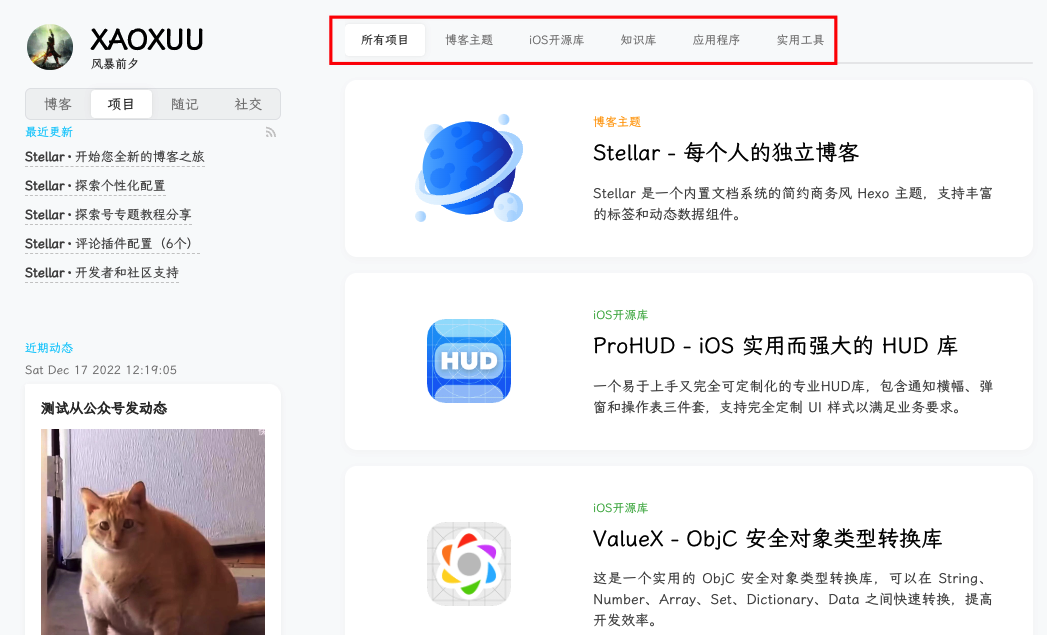 XAOXUU
风暴前夕
博客 项目 随记 社交
最近更新
Stellar • 开始您全新的博客之旅
Stellar • 探索个性化配置
Stellar • 探索号专题教程分享
Stellar • 评论插件配置（6个）
Stellar • 开发者和社区支持
近期动态
Sat Dec 17 2022 12:19:05
测试从公众号发动态
所有项目 博客主题 iOS开源库 知识库 应用程序 实用工具
博客主题
Stellar - 每个人的独立博客
Stellar 是一个内置文档系统的简约商务风 Hexo 主题，支持丰富
的标签和动态数据组件。
HUD
iOS开源库
ProHUD - iOS 实用而强大的 HUD 库
一个易于上手又完全可定制化的专业HUD库，包含通知横幅、弹
窗和操作表三件套，支持完全定制 UI 样式以满足业务要求。
iOS开源库
ValueX - ObjC 安全对象类型转换库
这是一个实用的 ObjC 安全对象类型转换库，可以在 String、
Number、Array、Set、Dictionary、Data 之间快速转换，提高
开发效率。